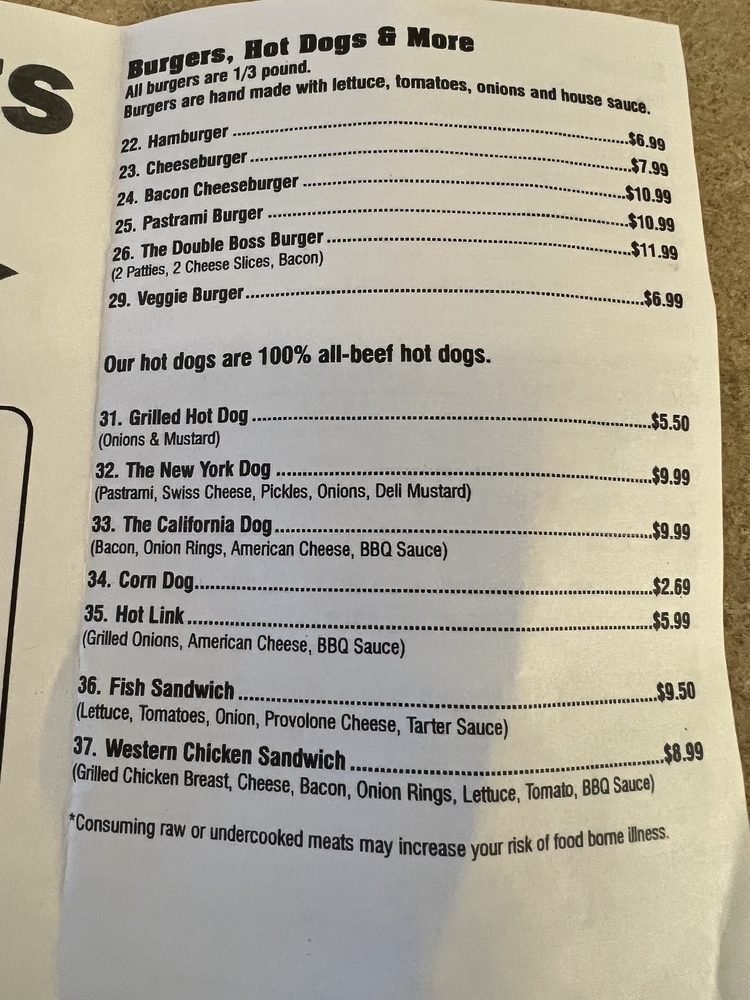 'S
Burgers, Hot Dogs & More
All burgers are 1/3 pound.
Burgers are hand made with lettuce, tomatoes, onions and house sauce.
22. Hamburger ........ $6.99
23. Cheeseburger ........ $7.99
24. Bacon Cheeseburger ........ $10.99
25. Pastrami Burger ........ $10.99
26. The Double Boss Burger ........ $11.99
(2 Patties, 2 Cheese Slices, Bacon)
29. Veggie Burger ........ $6.99
Our hot dogs are 100% all-beef hot dogs.
31. Grilled Hot Dog ........ $5.50
(Onions & Mustard)
32. The New York Dog ........ $9.99
(Pastrami, Swiss Cheese, Pickles, Onions, Deli Mustard)
33. The California Dog ........ $9.99
(Bacon, Onion Rings, American Cheese, BBQ Sauce)
34. Corn Dog ........ $2.69
35. Hot Link ........ $5.99
(Grilled Onions, American Cheese, BBQ Sauce)
36. Fish Sandwich ........ $9.50
(Lettuce, Tomatoes, Onion, Provolone Cheese, Tarter Sauce)
37. Western Chicken Sandwich ........ $8.99
(Grilled Chicken Breast, Cheese, Bacon, Onion Rings, Lettuce, Tomato, BBQ Sauce)
*Consuming raw or undercooked meats may increase your risk of food borne illness.